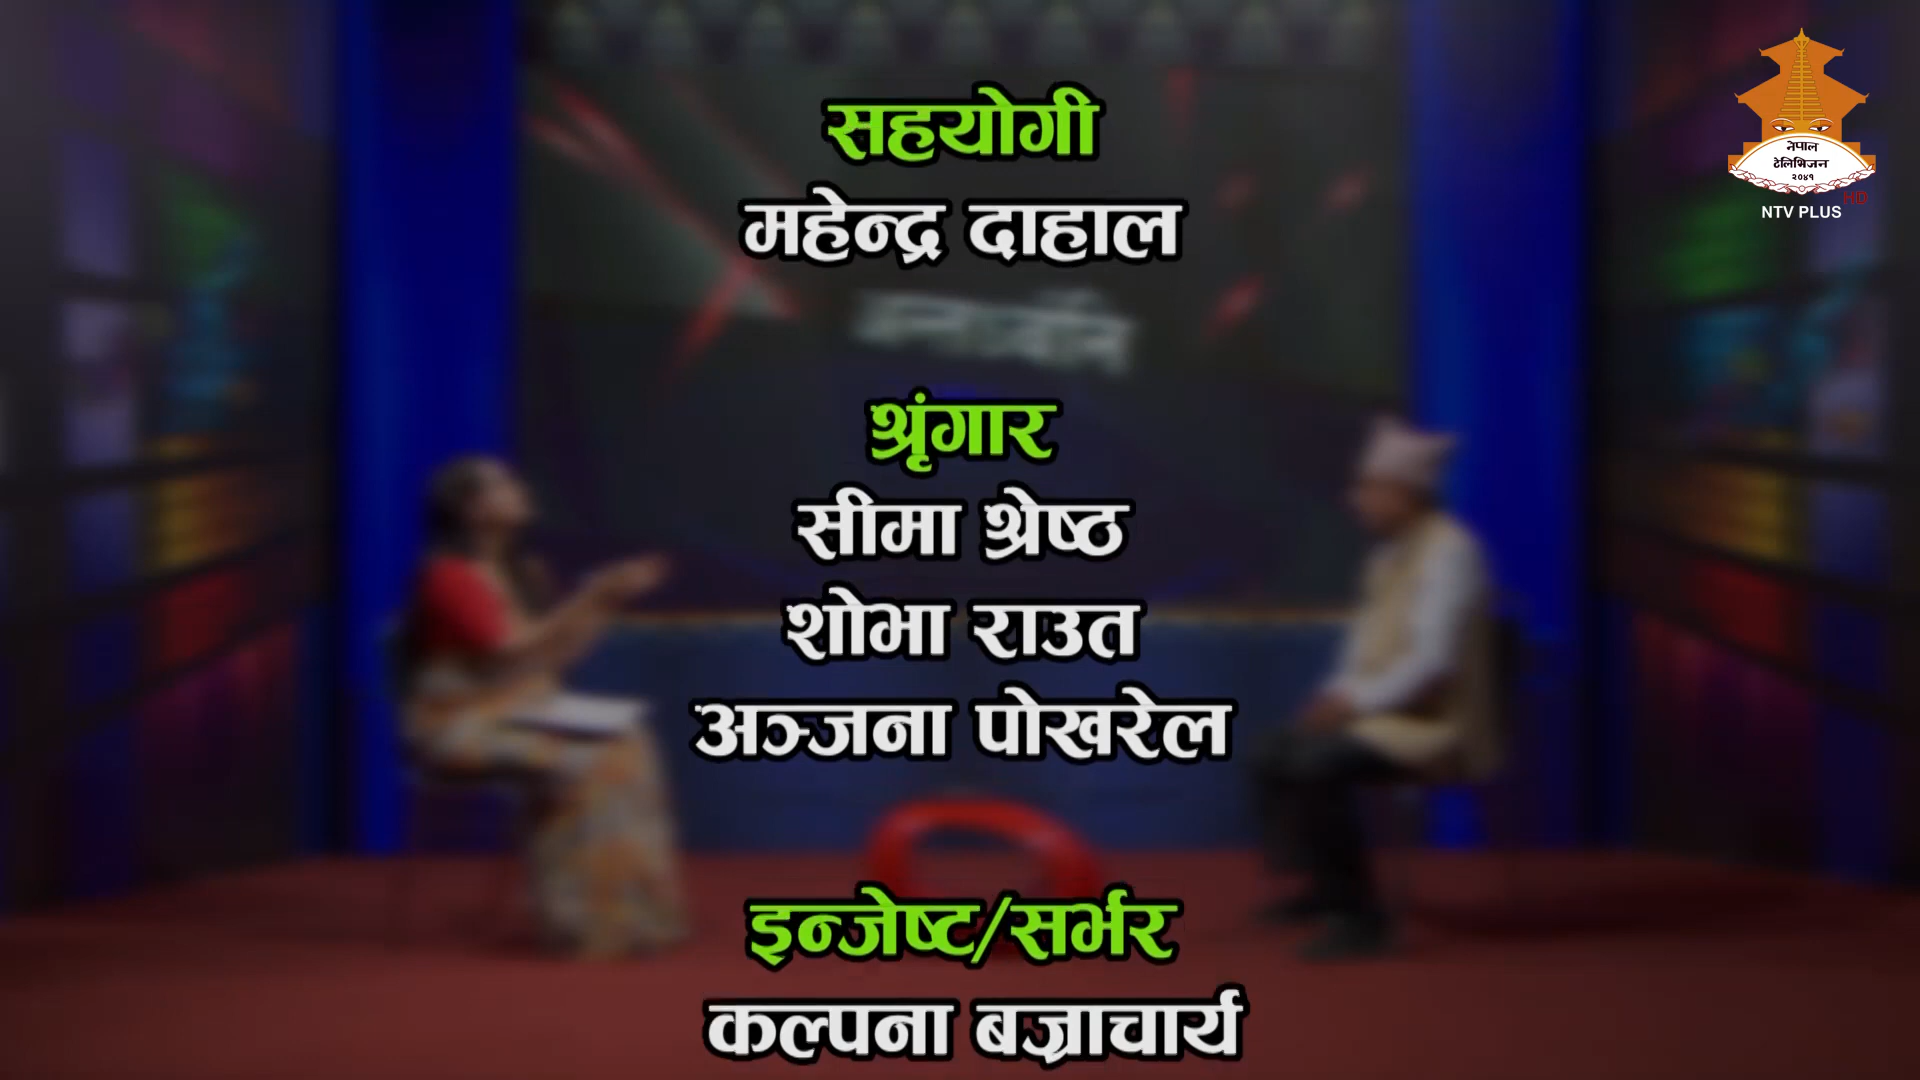 सहयोगी
महेन्द्र दाहाल
श्रृंगार
सीमा श्रेष्ठ
शोभा राउत
अञ्जना पोखरेल
इन्जेष्ट/सर्भर
कल्पना बज्राचार्य
नेपाल
टेलिभिजन
२०४१
HD
NTV PLUS